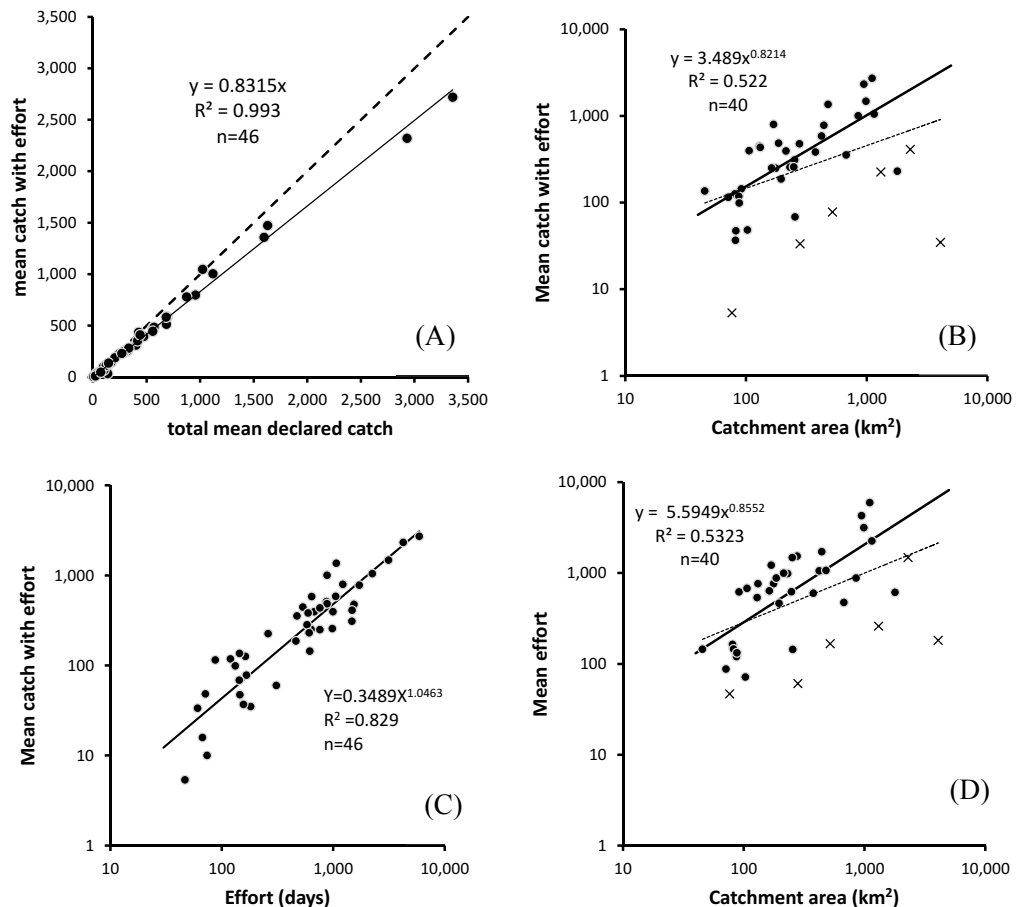 3,500
3,000
2,500
2,000
1,500
1,000
500
0
mean catch with effort
y = 0.8315x
R² = 0.993
n=46
(A)
0
500
1,000
1,500
2,000
2,500
3,000
3,500
total mean declared catch
10,000
1,000
100
10
1
Mean catch with effort
y = 3.489x^0.8214
R² = 0.522
n=40
(B)
10
100
1,000
10,000
Catchment area (km²)
10,000
1,000
100
10
1
Mean catch with effort
Y=0.3489X^1.0463
R² =0.829
n=46
(C)
10
100
1,000
10,000
Effort (days)
10,000
1,000
100
10
1
Mean effort
y = 5.5949x^0.8552
R² = 0.5323
n=40
(D)
10
100
1,000
10,000
Catchment area (km²)